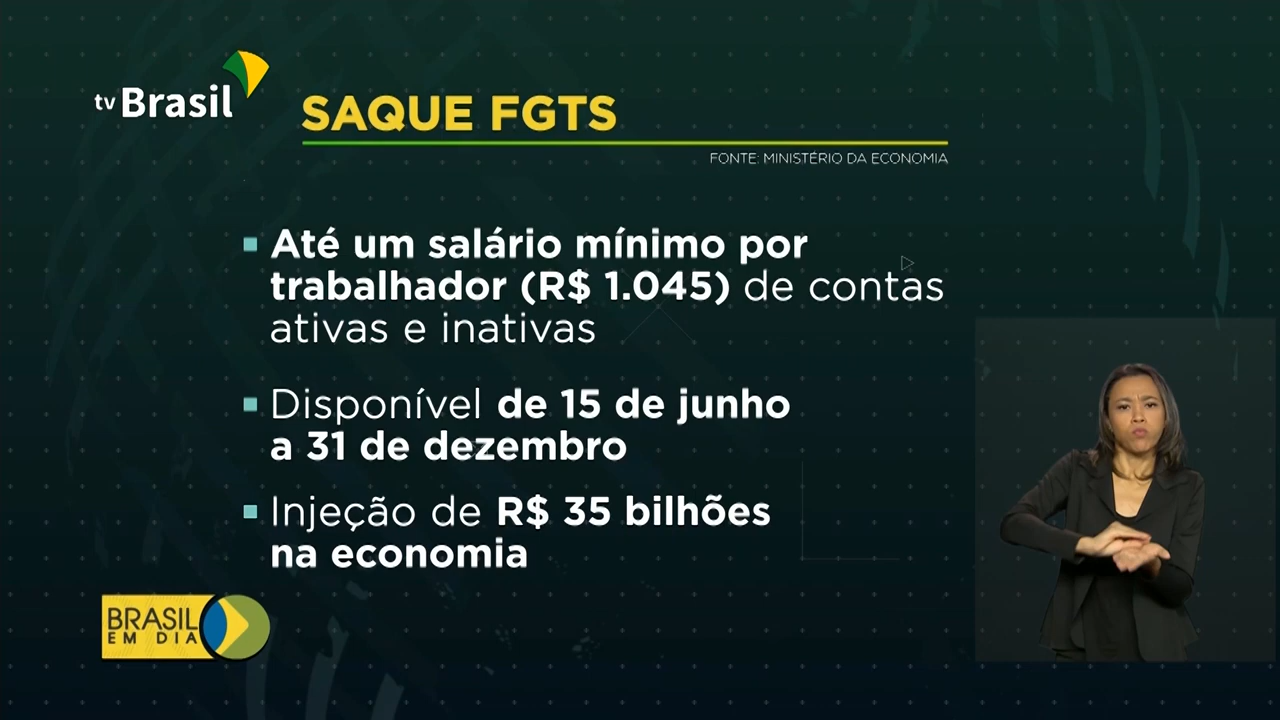 tv Brasil
SAQUE FGTS
FONTE: MINISTÉRIO DA ECONOMIA
Até um salário mínimo por
trabalhador (R$ 1.045) de contas
ativas e inativas
Disponível de 15 de junho
a 31 de dezembro
Injeção de R$ 35 bilhões
na economia
BRASIL
EM DIA